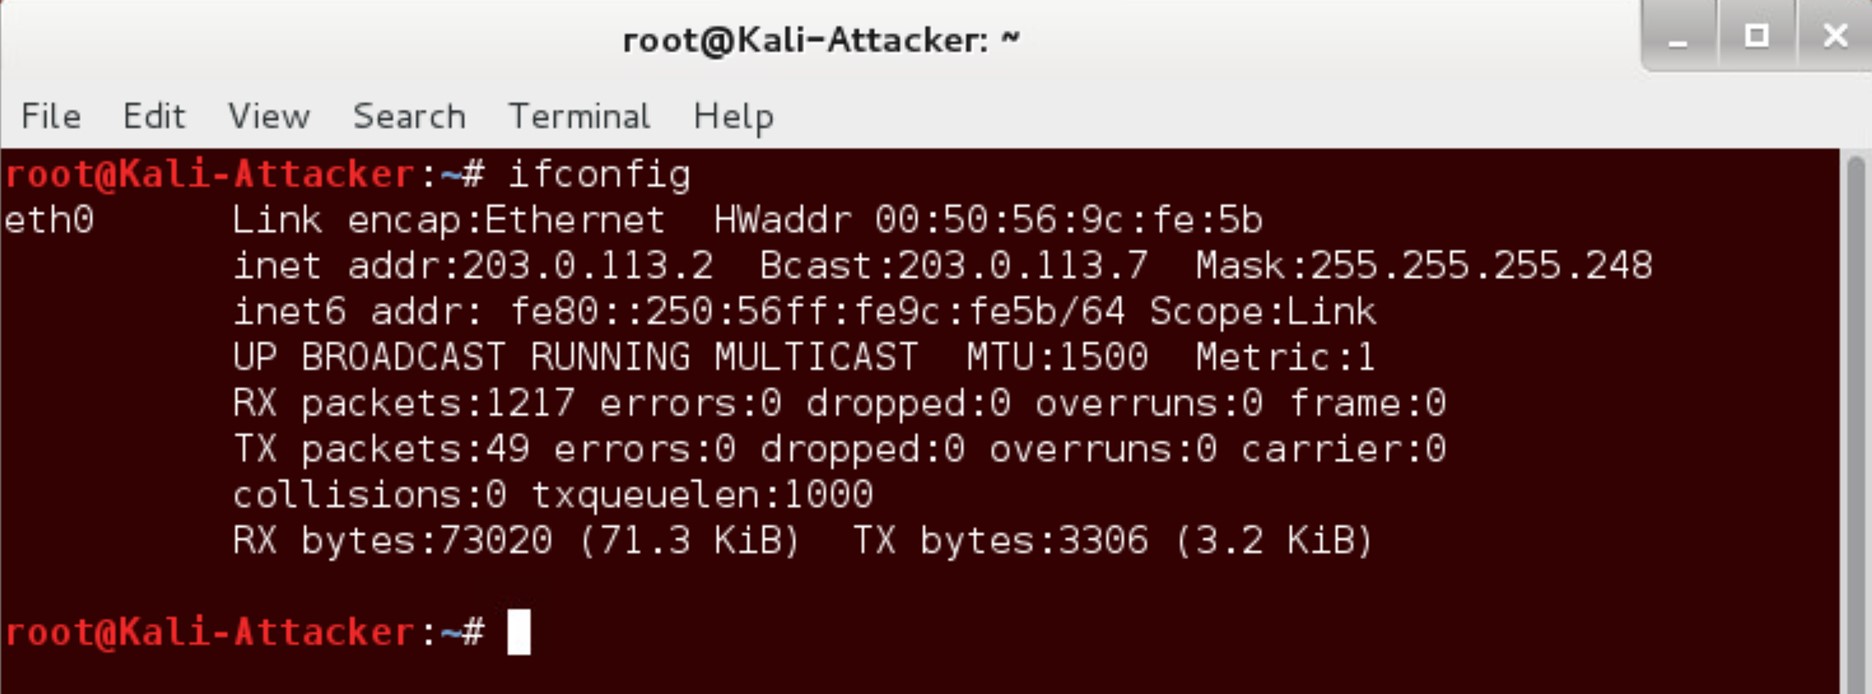 root@Kali-Attacker: ~
File Edit View Search Terminal Help
root@Kali-Attacker:~# ifconfig
eth0      Link encap:Ethernet  HWaddr 00:50:56:9c:fe:5b
          inet addr:203.0.113.2  Bcast:203.0.113.7  Mask:255.255.255.248
          inet6 addr: fe80::250:56ff:fe9c:fe5b/64 Scope:Link
          UP BROADCAST RUNNING MULTICAST  MTU:1500  Metric:1
          RX packets:1217 errors:0 dropped:0 overruns:0 frame:0
          TX packets:49 errors:0 dropped:0 overruns:0 carrier:0
          collisions:0 txqueuelen:1000
          RX bytes:73020 (71.3 KiB)  TX bytes:3306 (3.2 KiB)
root@Kali-Attacker:~#